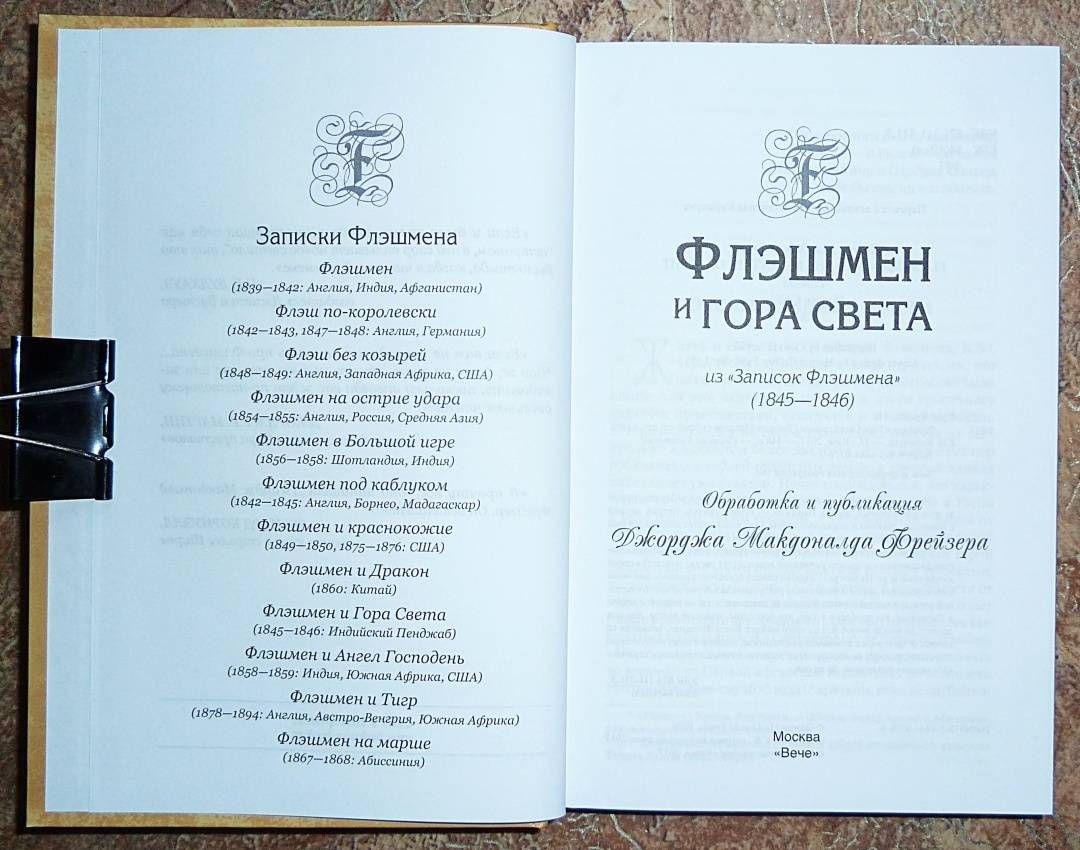 Записки Флэшмена
Флэшмен
(1839—1842: Англия, Индия, Афганистан)
Флэш по-королевски
(1842—1843, 1847—1848: Англия, Германия)
Флэш без козырей
(1848—1849: Англия, Западная Африка, США)
Флэшмен на острие удара
(1854—1855: Англия, Россия, Средняя Азия)
Флэшмен в Большой игре
(1856—1858: Шотландия, Индия)
Флэшмен под каблуком
(1842—1845: Англия, Борнео, Мадагаскар)
Флэшмен и краснокожие
(1849—1850, 1875—1876: США)
Флэшмен и Дракон
(1860: Китай)
Флэшмен и Гора Света
(1845—1846: Индийский Пенджаб)
Флэшмен и Ангел Господень
(1858—1859: Индия, Южная Африка, США)
Флэшмен и Тигр
(1878—1894: Англия, Австро-Венгрия, Южная Африка)
Флэшмен на марше
(1867—1868: Абиссиния)
ФЛЭШМЕН
И ГОРА СВЕТА
из «Записок Флэшмена»
(1845—1846)
Обработка и публикация
Джорджа Макдоналда Фрейзера
Москва
«Вече»